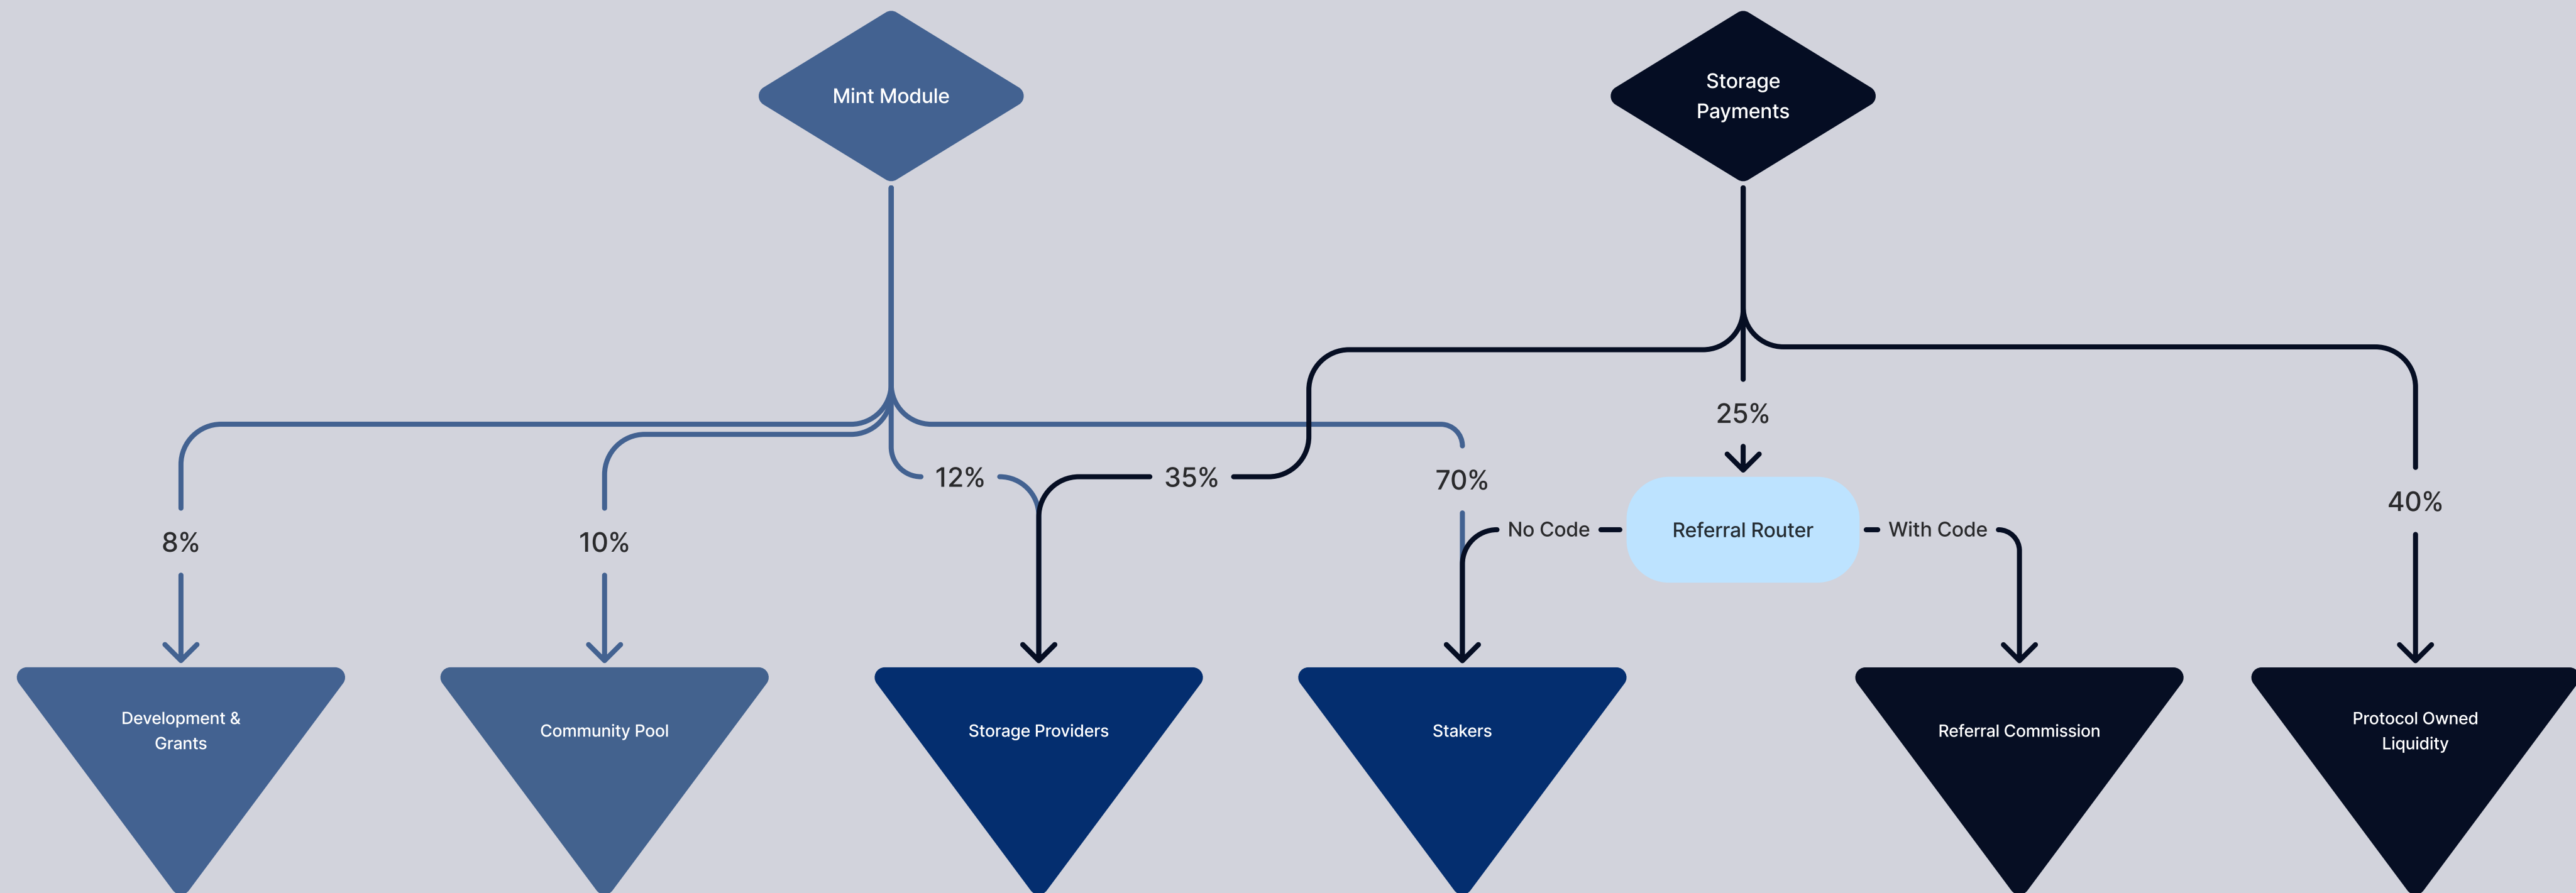 Mint Module
Storage
Payments
25%
12%
35%
70%
40%
No Code
Referral Router
With Code
8%
10%
Development &
Grants
Community Pool
Storage Providers
Stakers
Referral Commission
Protocol Owned
Liquidity